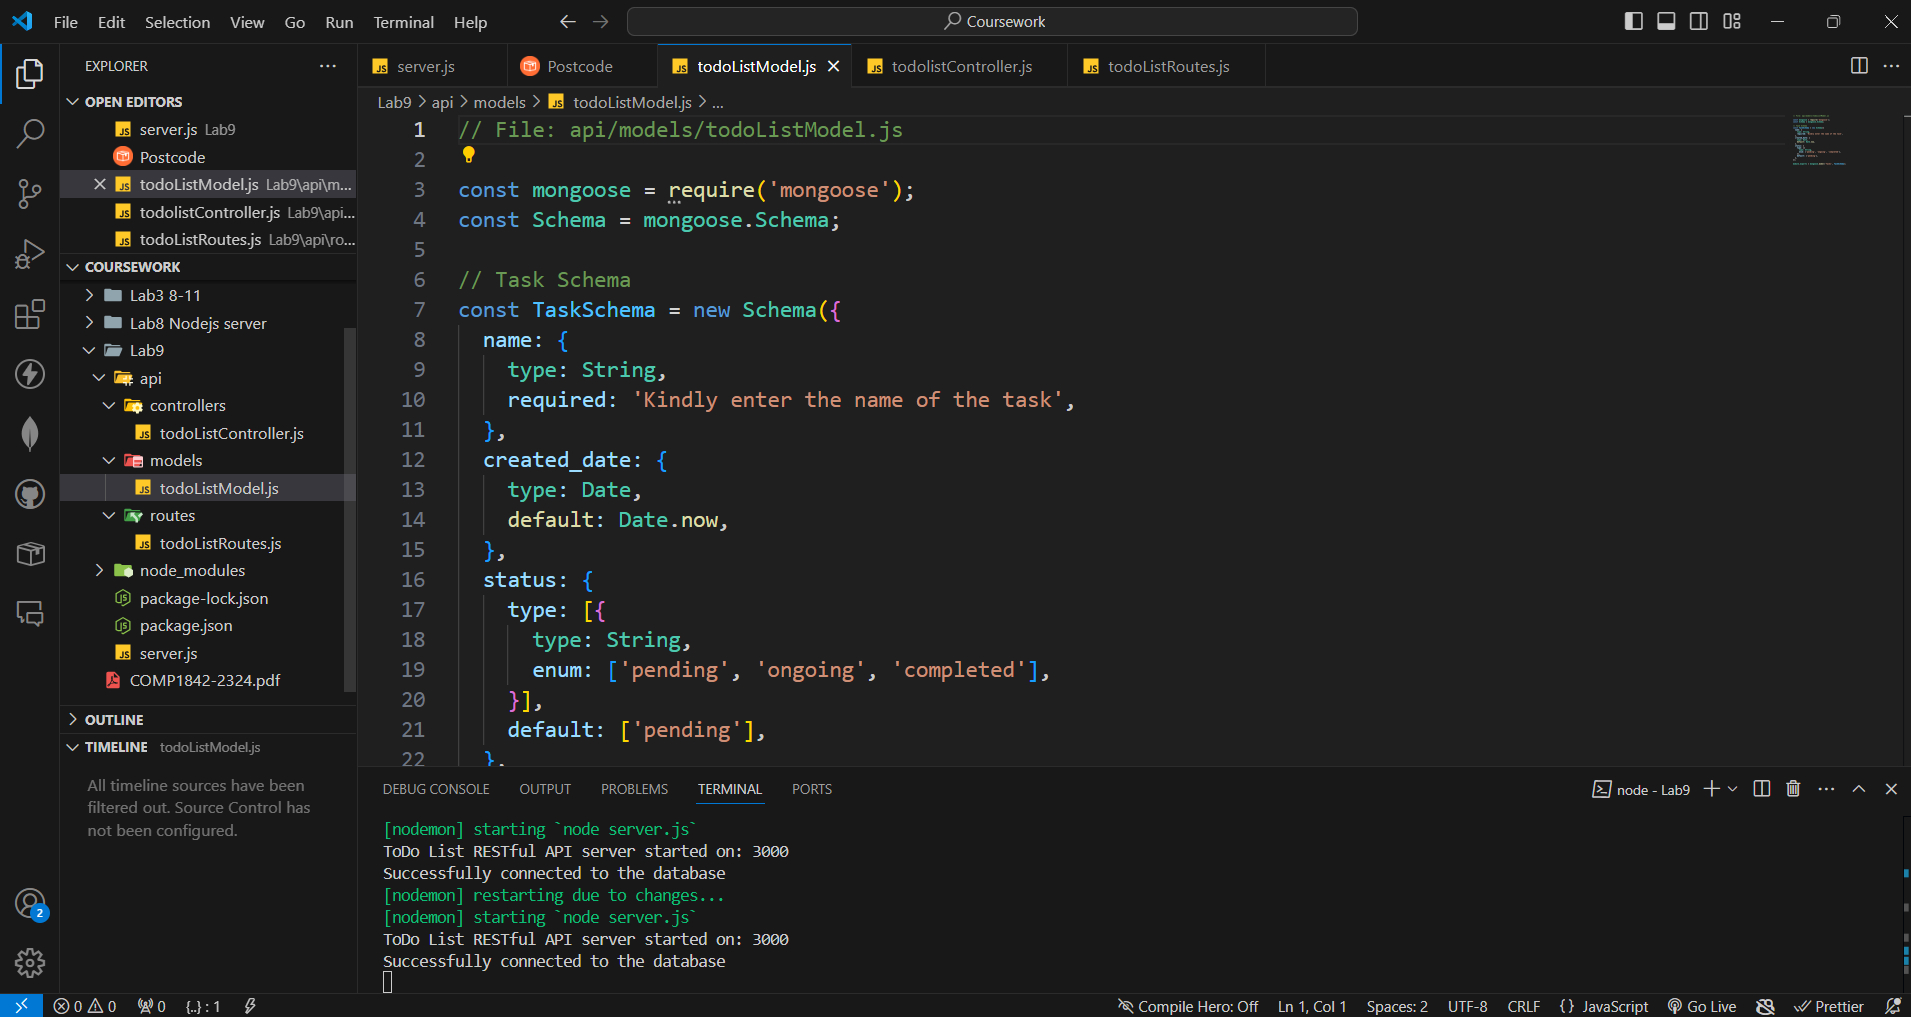 File Edit Selection View Go Run Terminal Help
Coursework
EXPLORER
OPEN EDITORS
server.js Lab9
Postcode
todoListModel.js Lab9\api\m...
todolistController.js Lab9\api...
todoListRoutes.js Lab9\api\ro...
COURSEWORK
Lab3 8-11
Lab8 Nodejs server
Lab9
api
controllers
todoListController.js
models
todoListModel.js
routes
todoListRoutes.js
node_modules
package-lock.json
package.json
server.js
COMP1842-2324.pdf
OUTLINE
TIMELINE todoListModel.js
All timeline sources have been
filtered out. Source Control has
not been configured.
2
server.js Postcode todoListModel.js todolistController.js todoListRoutes.js
Lab9 > api > models > todoListModel.js > ...
1 // File: api/models/todoListModel.js
2
3 const mongoose = require('mongoose');
4 const Schema = mongoose.Schema;
5
6 // Task Schema
7 const TaskSchema = new Schema({
8 name: {
9 type: String,
10 required: 'Kindly enter the name of the task',
11 },
12 created_date: {
13 type: Date,
14 default: Date.now,
15 },
16 status: {
17 type: [{
18 type: String,
19 enum: ['pending', 'ongoing', 'completed'],
20 }],
21 default: ['pending'],
22 },
DEBUG CONSOLE OUTPUT PROBLEMS TERMINAL PORTS
node - Lab9
[nodemon] starting `node server.js`
ToDo List RESTful API server started on: 3000
Successfully connected to the database
[nodemon] restarting due to changes...
[nodemon] starting `node server.js`
ToDo List RESTful API server started on: 3000
Successfully connected to the database
0 0 0 {..} : 1 Compile Hero: Off Ln 1, Col 1 Spaces: 2 UTF-8 CRLF {} JavaScript Go Live Prettier